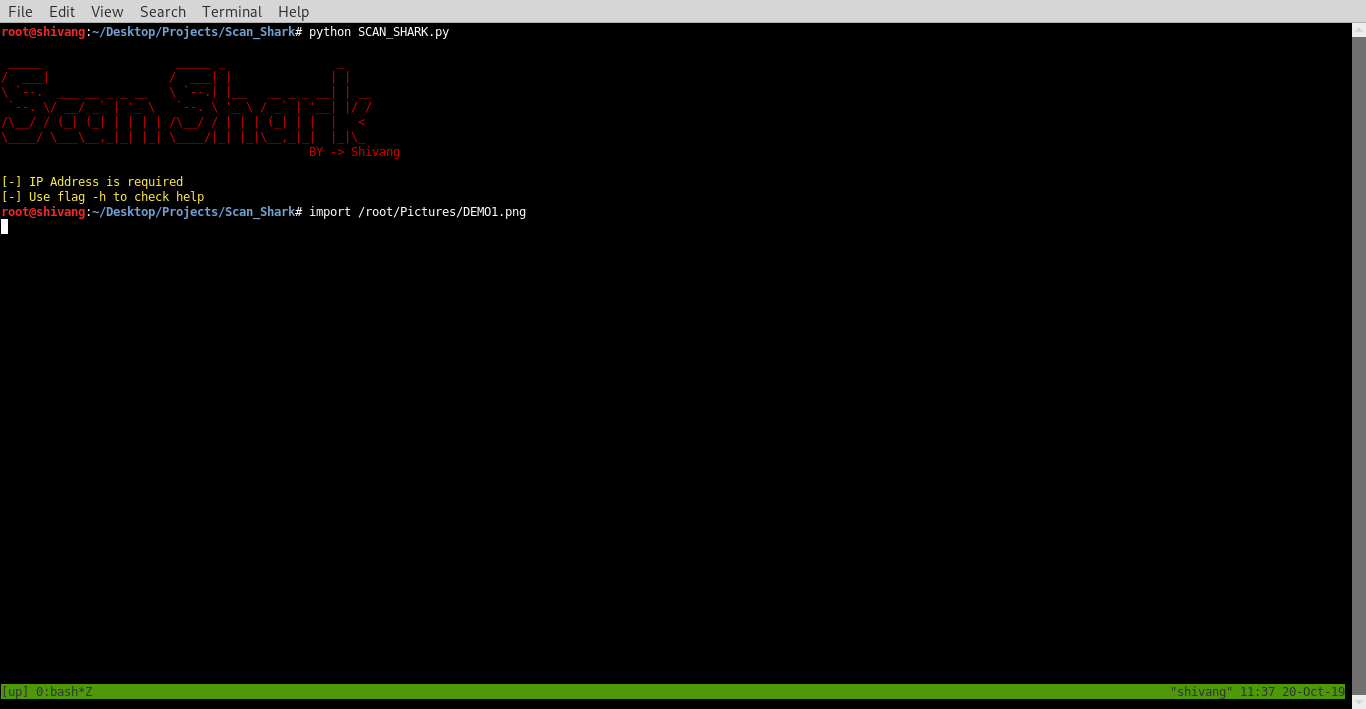 File Edit View Search Terminal Help
root@shivang:~/Desktop/Projects/Scan_Shark# python SCAN_SHARK.py
Scan Shark
BY -> Shivang
[-] IP Address is required
[-] Use flag -h to check help
root@shivang:~/Desktop/Projects/Scan_Shark# import /root/Pictures/DEMO1.png
[up] 0:bash*Z "shivang" 11:37 20-Oct-19